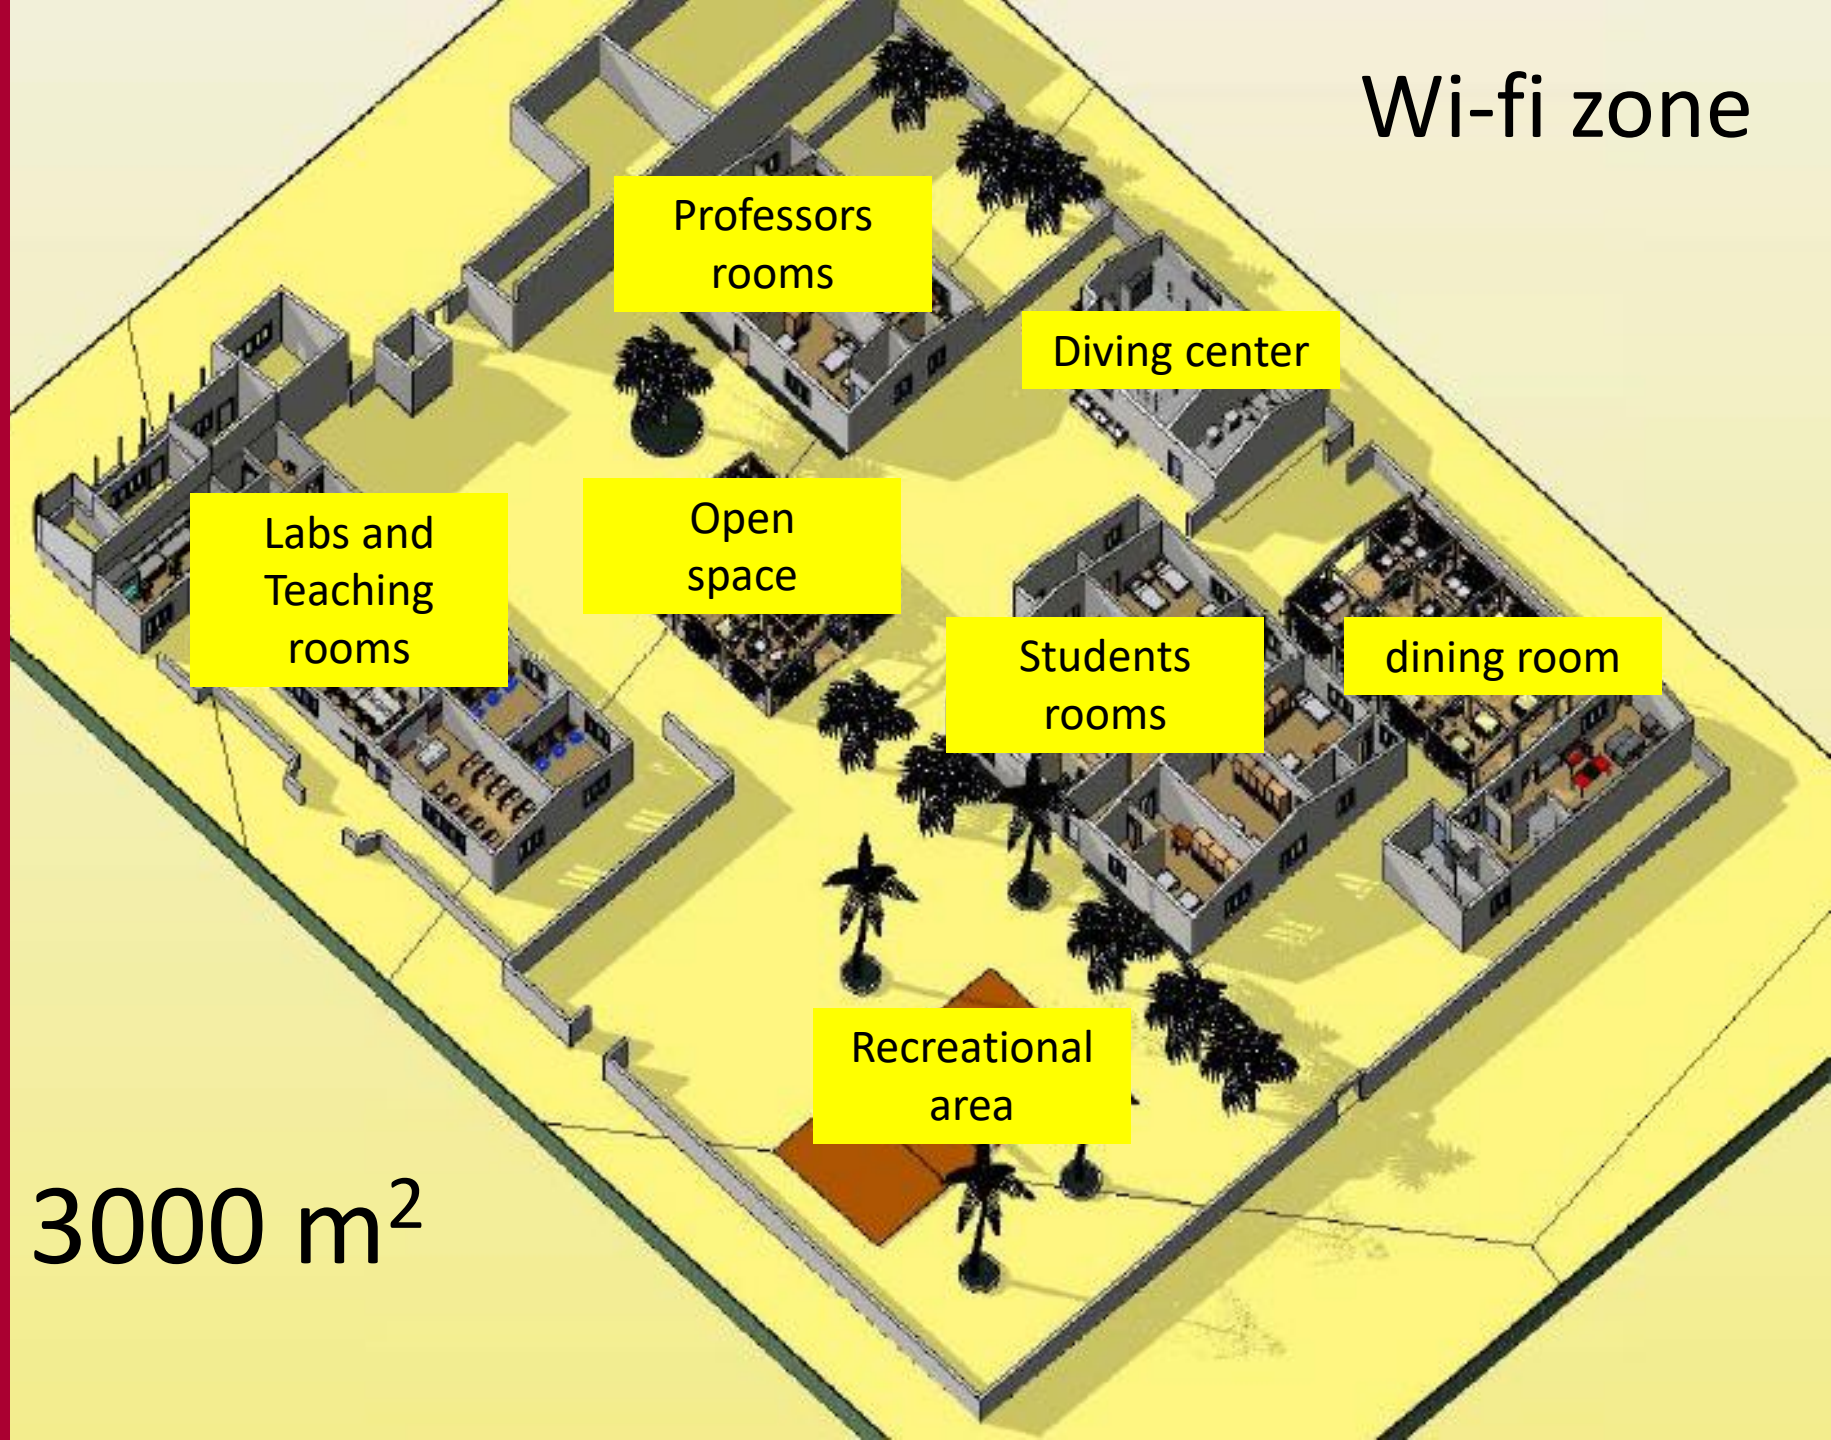 Wi-fi zone
Professors
rooms
Diving center
Labs and
Teaching
rooms
Open
space
Students
rooms
dining room
Recreational
area
3000 m²